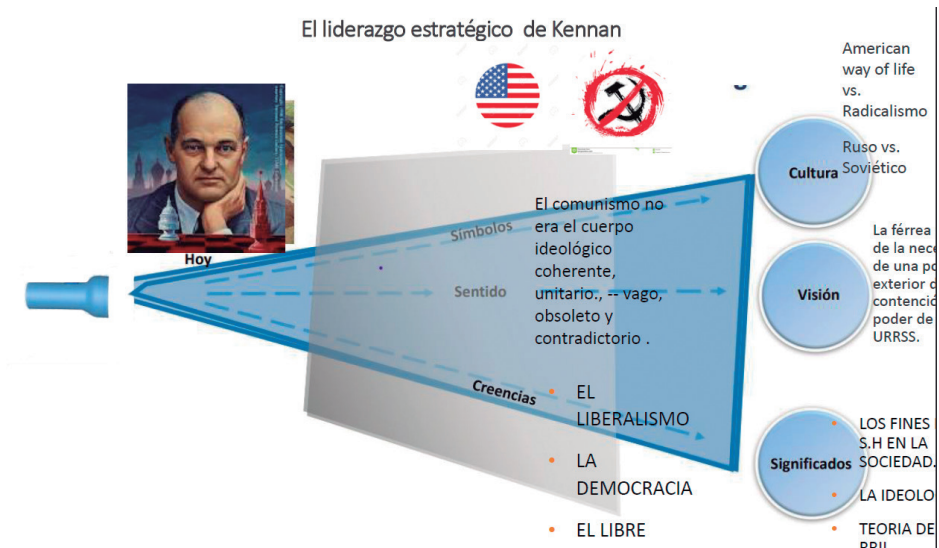 El liderazgo estratégico de Kennan
American
way of life
vs.
Radicalismo
Ruso vs.
Soviético
Cultura
El comunismo no
era el cuerpo
ideológico
coherente,
unitario., -- vago,
obsoleto y
contradictorio .
Símbolos
Hoy
Sentido
Creencias
La férrea
de la nece
de una po
exterior d
contenció
poder de
URRSS.
Visión
• EL
LIBERALISMO
• LA
DEMOCRACIA
• EL LIBRE
Significados
• LOS FINES
S.H EN LA
SOCIEDAD.
• LA IDEOLO
• TEORIA DE